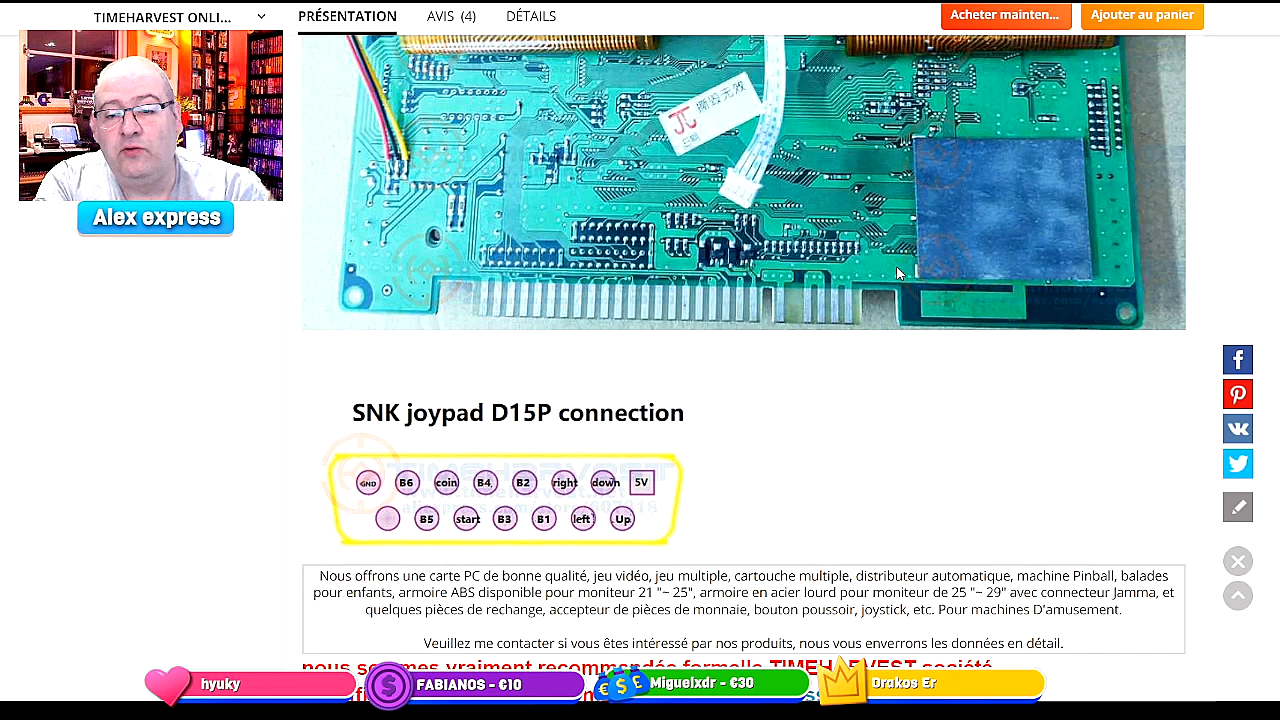 TIMEHARVEST ONLI...
PRÉSENTATION
AVIS (4)
DÉTAILS
Acheter mainten...
Ajouter au panier
Alex express
SNK joypad D15P connection
GND B6 coin B4 B2 right down 5V
B5 start B3 B1 left Up
Nous offrons une carte PC de bonne qualité, jeu vidéo, jeu multiple, cartouche multiple, distributeur automatique, machine Pinball, balades
pour enfants, armoire ABS disponible pour moniteur 21 "~ 25", armoire en acier lourd pour moniteur de 25 "~ 29" avec connecteur Jamma, et
quelques pièces de rechange, accepteur de pièces de monnaie, bouton poussoir, joystick, etc. Pour machines D'amusement.
Veuillez me contacter si vous êtes intéressé par nos produits, nous vous enverrons les données en détail.
hyuky
FABIANOS - €10
Miguelxdr - €30
Drakos Er